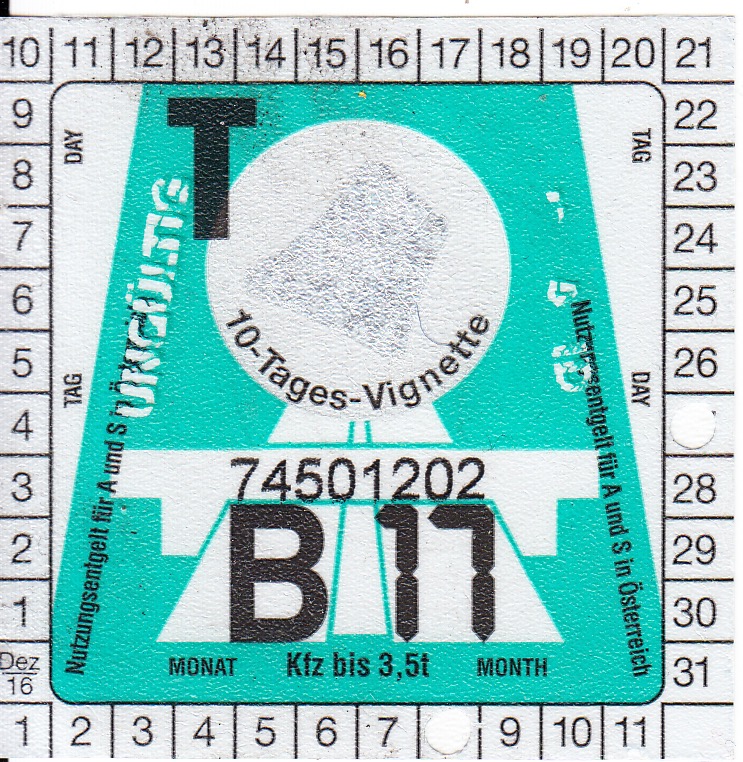 10 11 12 13 14 15 16 17 18 19 20 21
9 22
8 23
7 24
6 25
5 26
4
3 28
2 29
1 30
Dez
16
31
1 2 3 4 5 6 7 9 10 11
DAY
TAG
TAG
DAY
T
UNGÜLTIG
10-Tages-Vignette
Nutzungsentgelt für A und S in
Nutzungsentgelt für A und S in Österreich
74501202
B 17
MONAT Kfz bis 3,5t MONTH